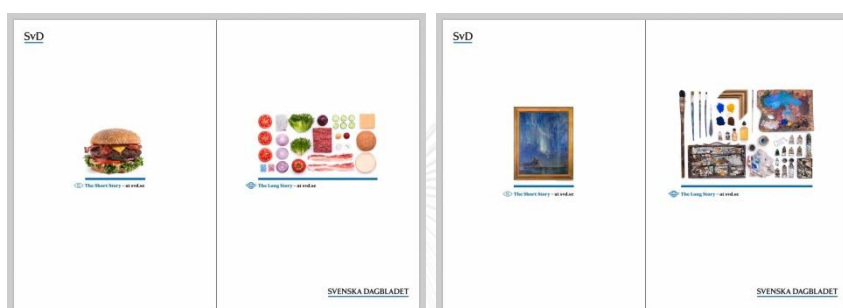 SvD
The Short Story - at svd.se
The Long Story - at svd.se
SVENSKA DAGBLADET
SvD
The Short Story - at svd.se
The Long Story - at svd.se
SVENSKA DAGBLADET